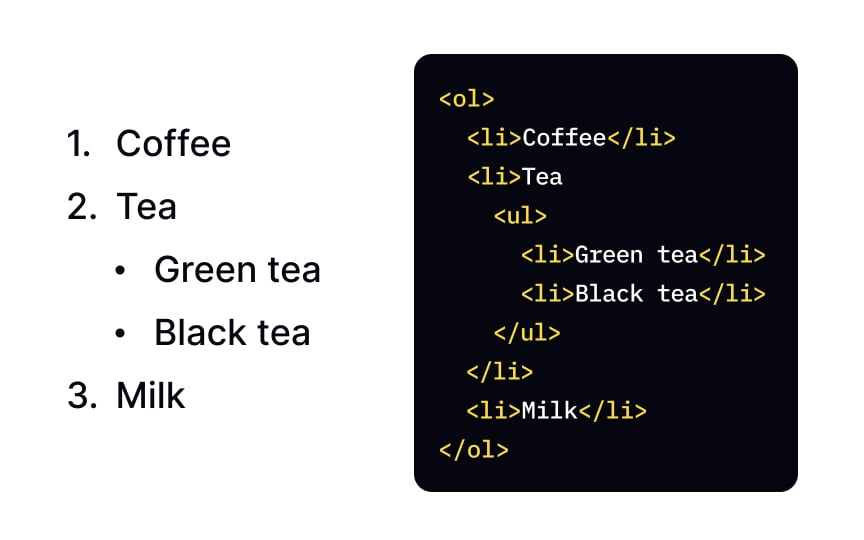 1. Coffee
2. Tea
• Green tea
• Black tea
3. Milk
<ol>
<li>Coffee</li>
<li>Tea
<ul>
<li>Green tea</li>
<li>Black tea</li>
</ul>
</li>
<li>Milk</li>
</ol>